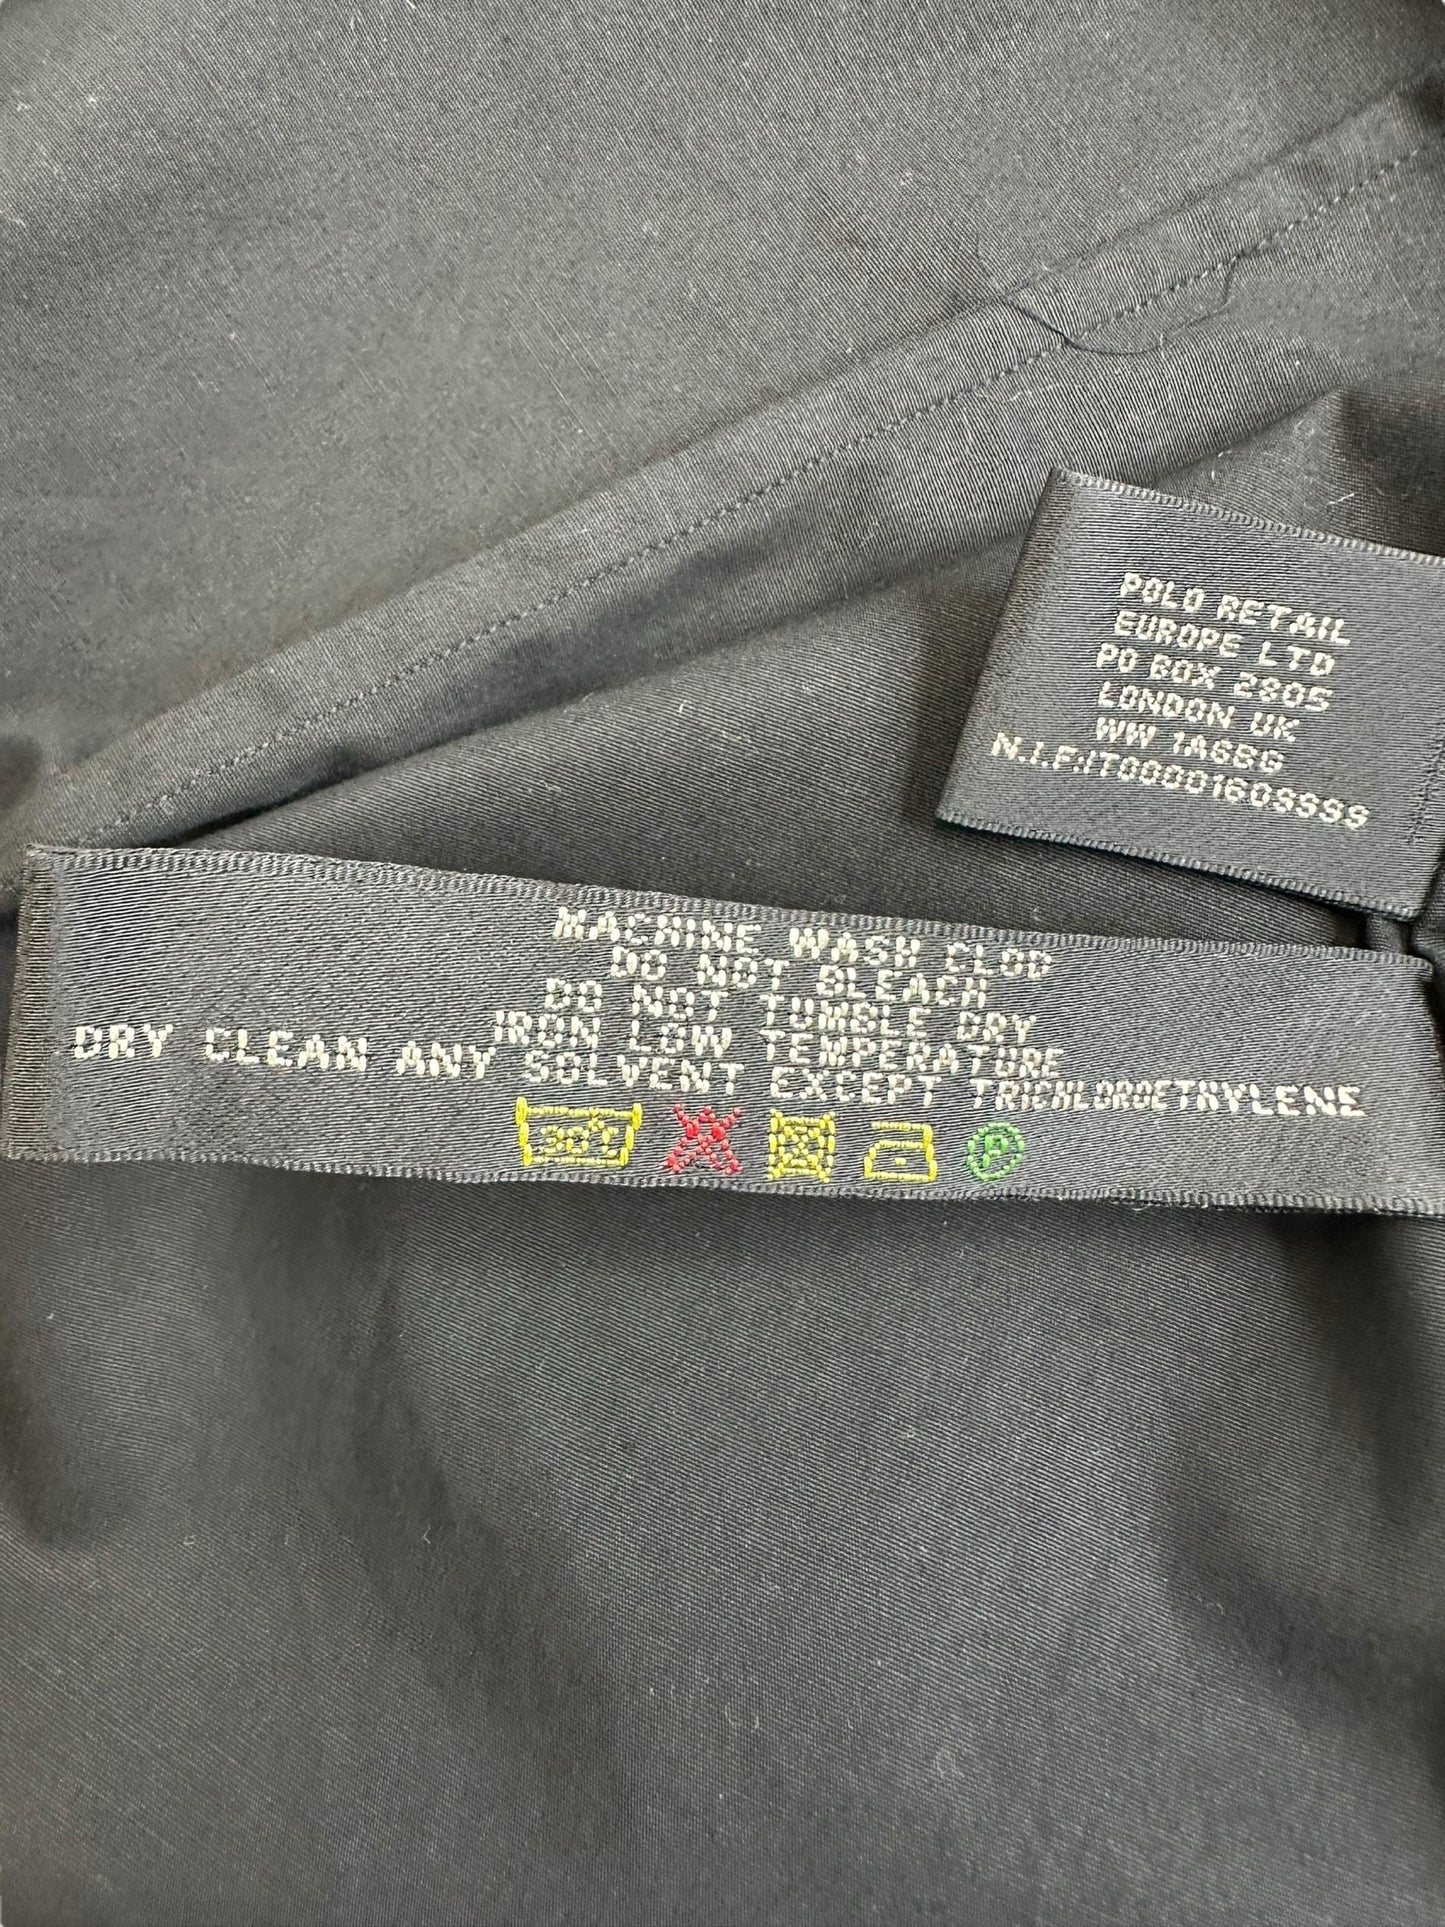 POLO RETAIL
EUROPE LTD
PO BOX 2805
LONDON UK
WW 1A6BG
N.I.F:IT0000160SSSS
MACHINE WASH CLOD
DO NOT BLEACH
DO NOT TUMBLE DRY
IRON LOW TEMPERATURE
DRY CLEAN ANY SOLVENT EXCEPT TRICHLOROETHYLENE
30°C
P